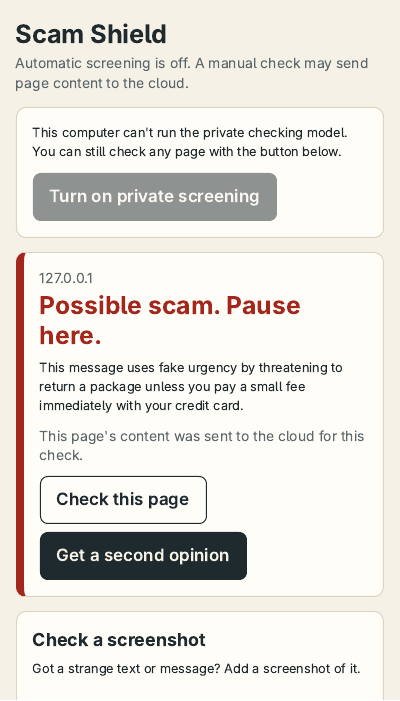 Scam Shield
Automatic screening is off. A manual check may send
page content to the cloud.
This computer can't run the private checking model.
You can still check any page with the button below.
Turn on private screening
127.0.0.1
Possible scam. Pause
here.
This message uses fake urgency by threatening to
return a package unless you pay a small fee
immediately with your credit card.
This page's content was sent to the cloud for this
check.
Check this page
Get a second opinion
Check a screenshot
Got a strange text or message? Add a screenshot of it.